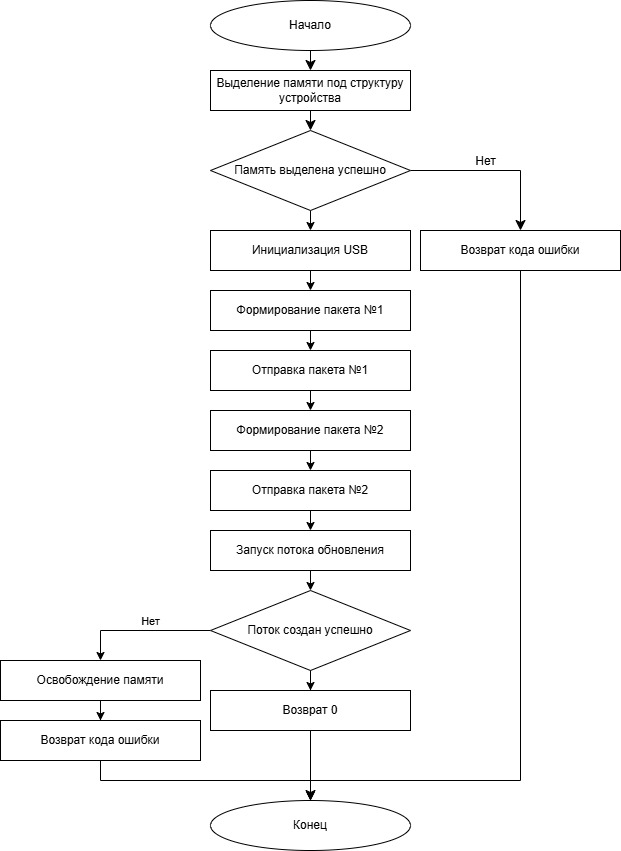 Начало
Выделение памяти под структуру
устройства
Память выделена успешно
Нет
Инициализация USB
Возврат кода ошибки
Формирование пакета №1
Отправка пакета №1
Формирование пакета №2
Отправка пакета №2
Запуск потока обновления
Нет
Поток создан успешно
Освобождение памяти
Возврат 0
Возврат кода ошибки
Конец